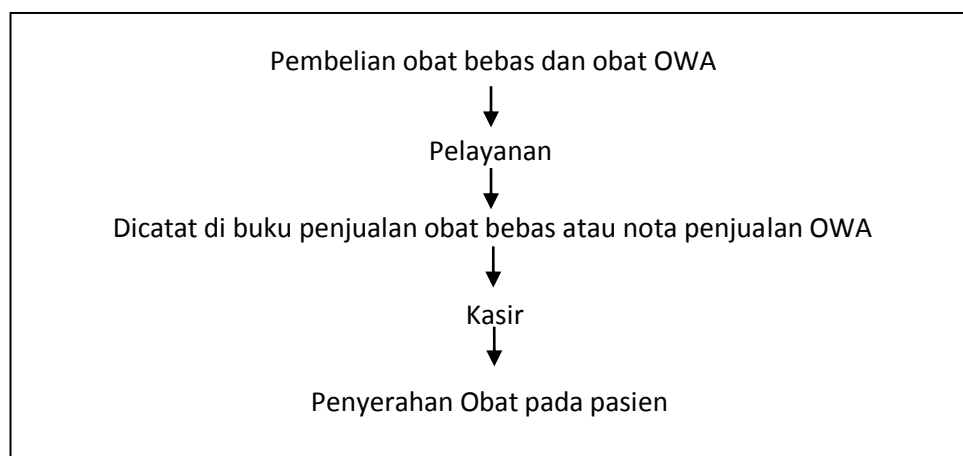 Pembelian obat bebas dan obat OWA
Pelayanan
Dicatat di buku penjualan obat bebas atau nota penjualan OWA
Kasir
Penyerahan Obat pada pasien